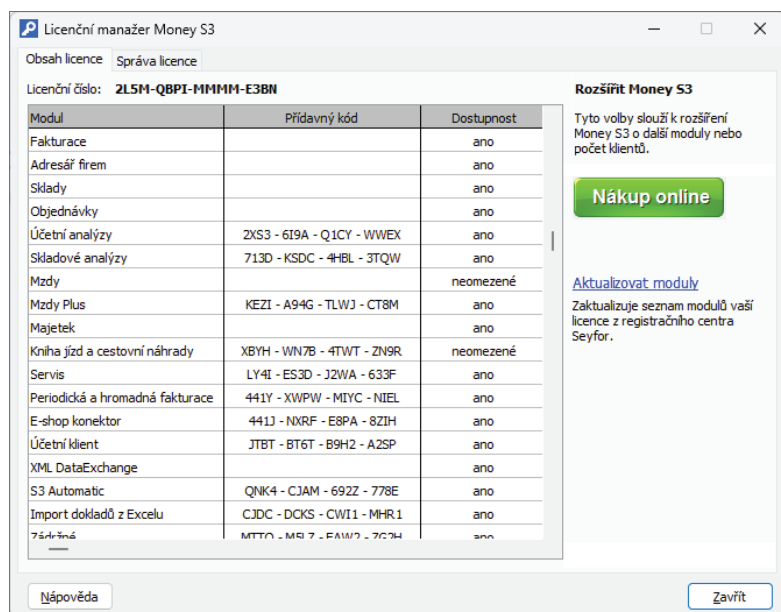 Licenční manažer Money S3
Obsah licence Správa licence
Licenční číslo: 2L5M-QBPI-MMMM-E3BN
Modul Přídavný kód Dostupnost
Fakturace ano
Adresář firem ano
Sklady ano
Objednávky ano
Účetní analýzy 2XS3 - 6I9A - Q1CY - WWEX ano
Skladové analýzy 713D - KSDC - 4HBL - 3TQW ano
Mzdy neomezené
Mzdy Plus KEZI - A94G - TLWJ - CT8M ano
Majetek ano
Kniha jízd a cestovní náhrady XBYH - WN7B - 4TWT - ZN9R neomezené
Servis LY4I - ES3D - J2WA - 633F ano
Periodická a hromadná fakturace 441Y - XWPW - MIYC - NIEL ano
E-shop konektor 441J - NXRF - E8PA - 8ZIH ano
Účetní klient JTBT - BT6T - B9H2 - A2SP ano
XML DataExchange ano
S3 Automatic QNK4 - CJAM - 692Z - 778E ano
Import dokladů z Excelu CJDC - DCKS - CWI1 - MHR1 ano
Zádržné ano
Rozšířit Money S3
Tyto volby slouží k rozšíření
Money S3 o další moduly nebo
počet klientů.
Nákup online
Aktualizovat moduly
Zaktualizuje seznam modulů vaší
licence z registračního centra
Seyfor.
Nápověda
Zavřít